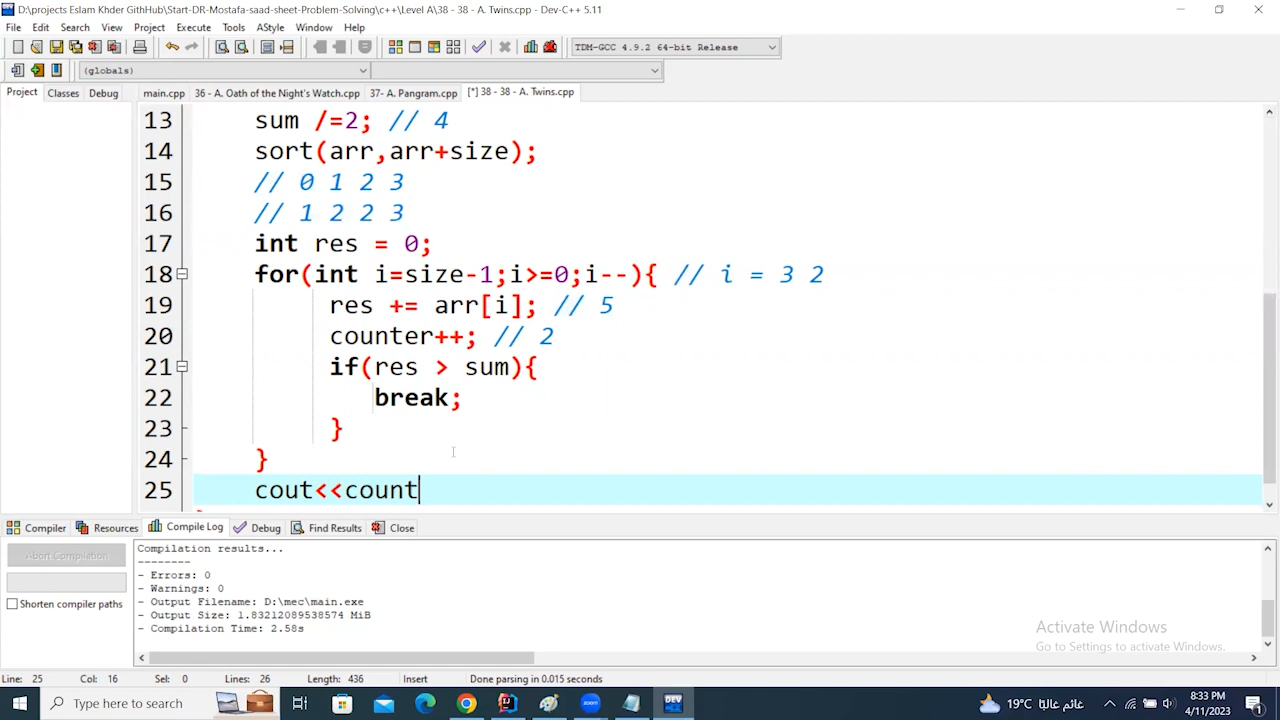 D:\projects Eslam Khder GithHub\Start-DR-Mostafa-saad-sheet-Problem-Solving\c++\Level A\38 - 38 - A. Twins.cpp - Dev-C++ 5.11
File Edit Search View Project Execute Tools AStyle Window Help
TDM-GCC 4.9.2 64-bit Release
(globals)
Project Classes Debug
main.cpp 36 - A. Oath of the Night's Watch.cpp 37- A. Pangram.cpp [*] 38 - 38 - A. Twins.cpp
13 sum /=2; // 4
14 sort(arr,arr+size);
15 // 0 1 2 3
16 // 1 2 2 3
17 int res = 0;
18 for(int i=size-1;i>=0;i--){ // i = 3 2
19 res += arr[i]; // 5
20 counter++; // 2
21 if(res > sum){
22 break;
23 }
24 }
25 cout<<count
Compiler Resources Compile Log Debug Find Results Close
Abort Compilation
Shorten compiler paths
Compilation results...
--------
- Errors: 0
- Warnings: 0
- Output Filename: D:\mec\main.exe
- Output Size: 1.83212089538574 MiB
- Compilation Time: 2.58s
Activate Windows
Go to Settings to activate Windows.
Line: 25 Col: 16 Sel: 0 Lines: 26 Length: 436 Insert Done parsing in 0.015 seconds
Type here to search
DEV
zoom
19°C غائم غالبا
8:33 PM
4/11/2023